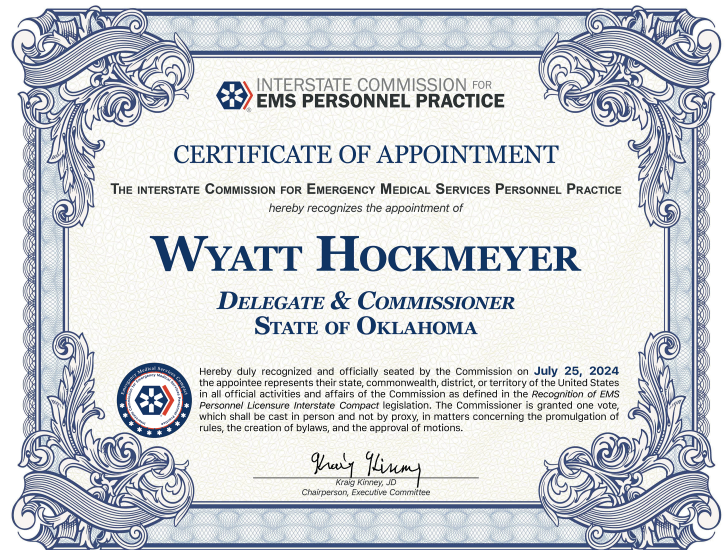 INTERSTATE COMMISSION FOR
EMS PERSONNEL PRACTICE
CERTIFICATE OF APPOINTMENT
The interstate Commission for Emergency Medical Services Personnel Practice
hereby recognizes the appointment of
Wyatt Hockmeyer
Delegate & Commissioner
State of Oklahoma
Hereby duly recognized and officially seated by the Commission on July 25, 2024
the appointee represents their state, commonwealth, district, or territory of the United States
in all official activities and affairs of the Commission as defined in the Recognition of EMS
Personnel Licensure Interstate Compact legislation. The Commissioner is granted one vote,
which shall be cast in person and not by proxy, in matters concerning the promulgation of
rules, the creation of bylaws, and the approval of motions.
Emergency Medical Services Compact
Kraig Kinney
Kraig Kinney, JD
Chairperson, Executive Committee